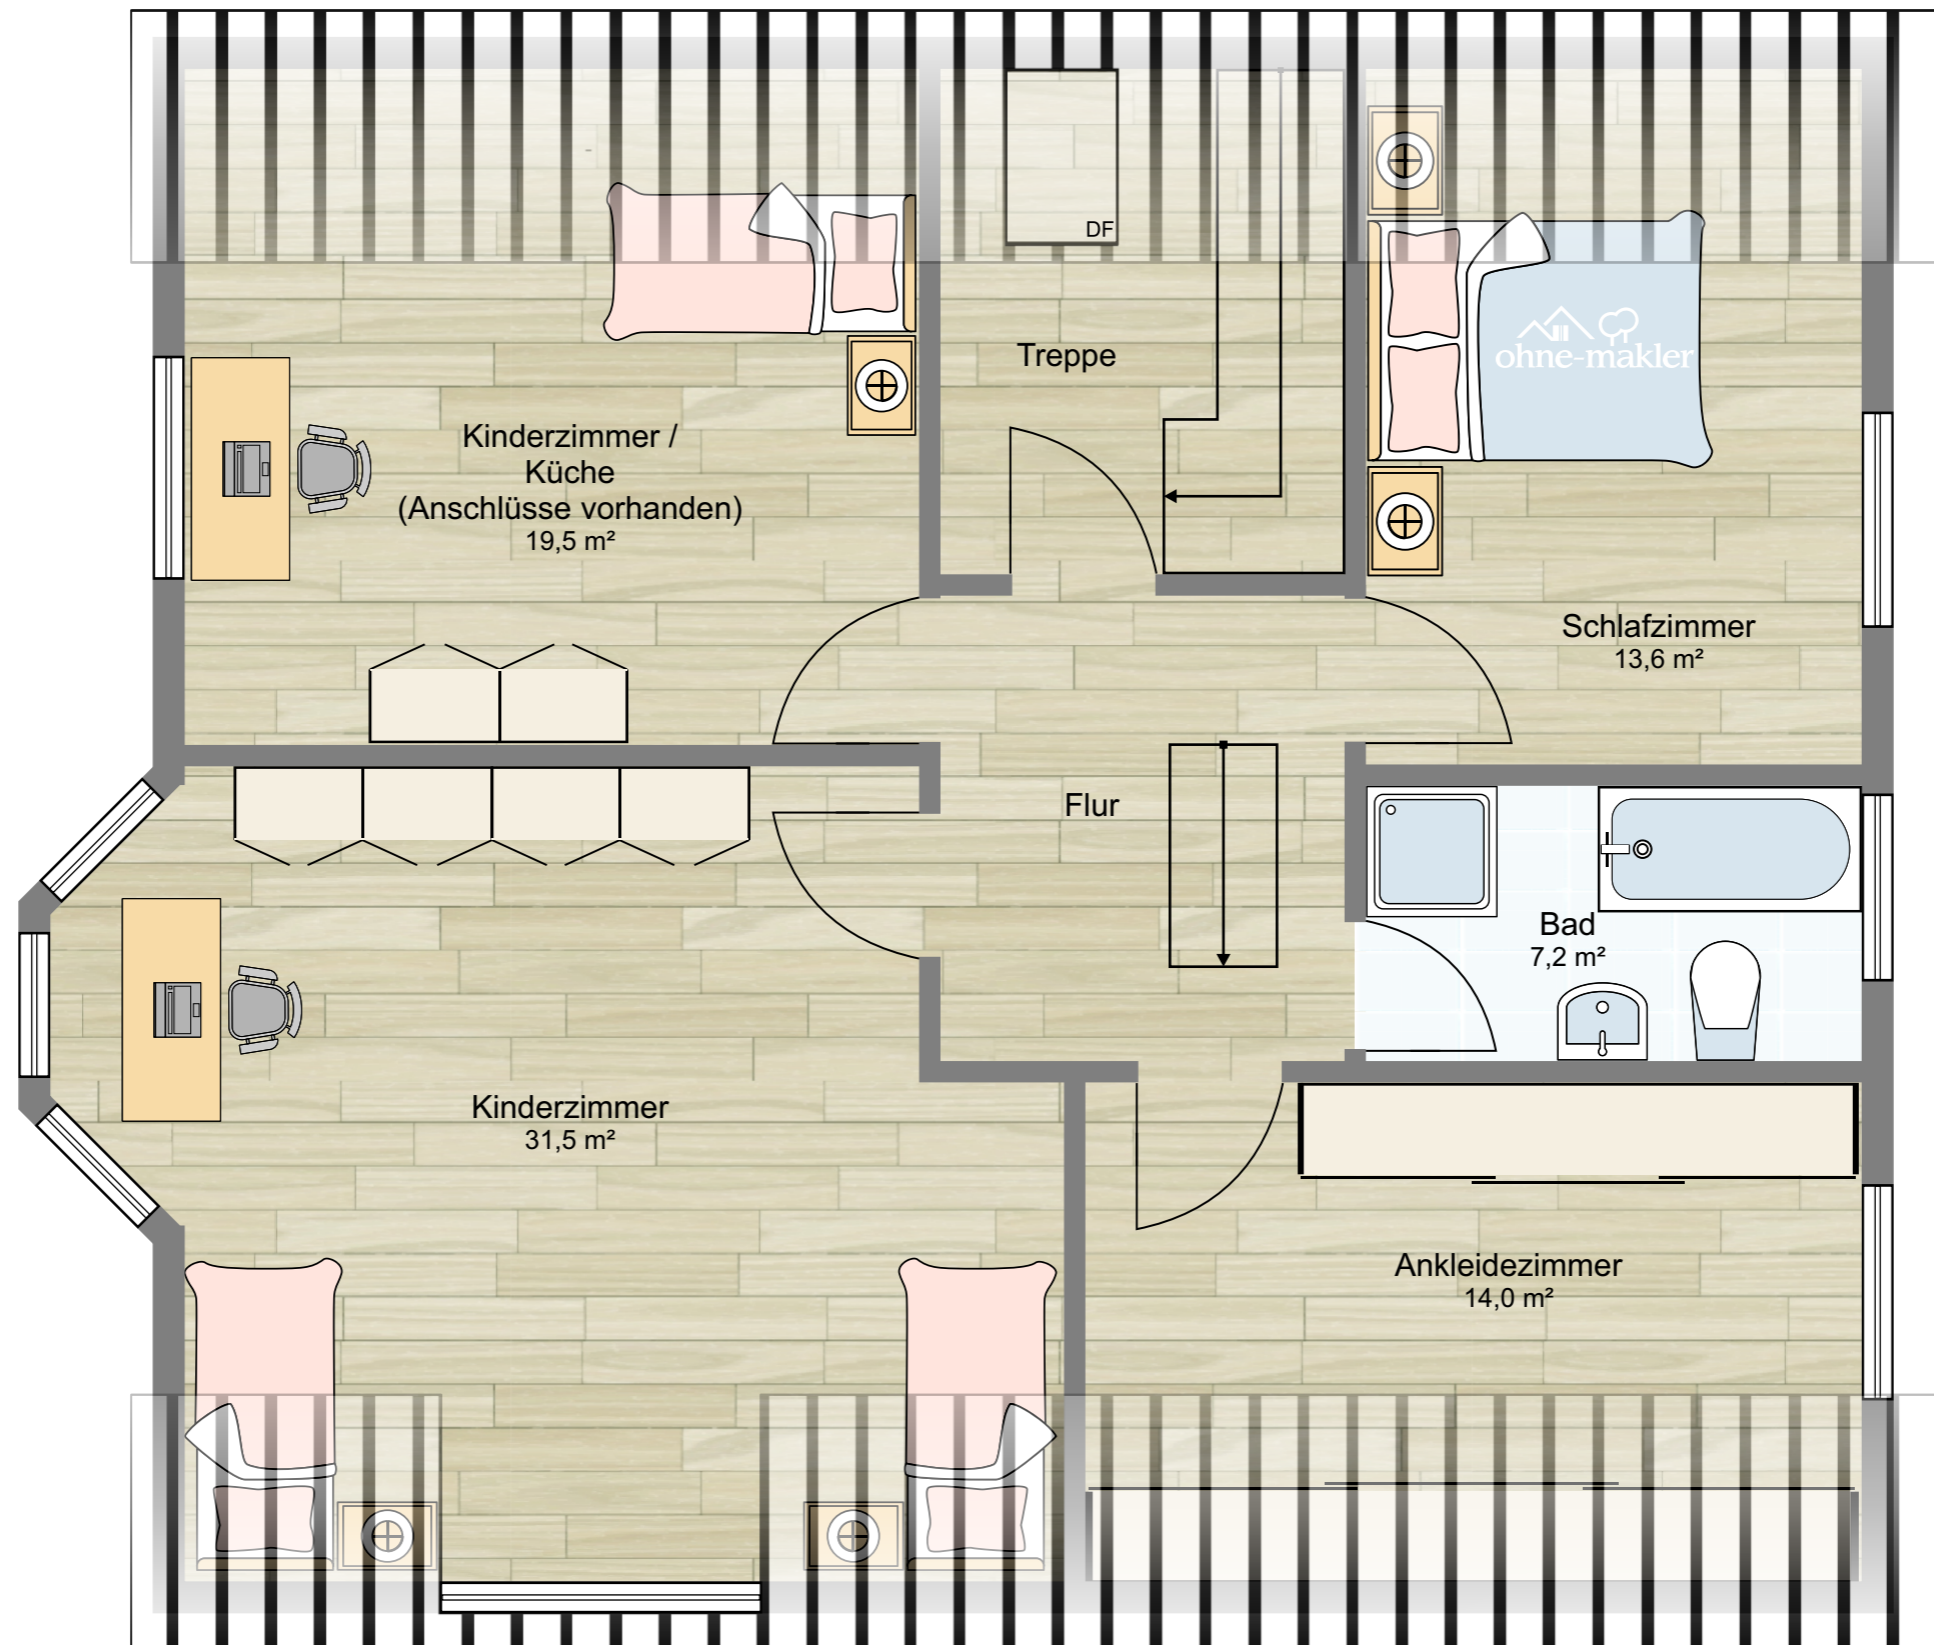 DF
ohne-makler
Treppe
Kinderzimmer /
Küche
(Anschlüsse vorhanden)
19,5 m²
Schlafzimmer
13,6 m²
Flur
Bad
7,2 m²
Kinderzimmer
31,5 m²
Ankleidezimmer
14,0 m²